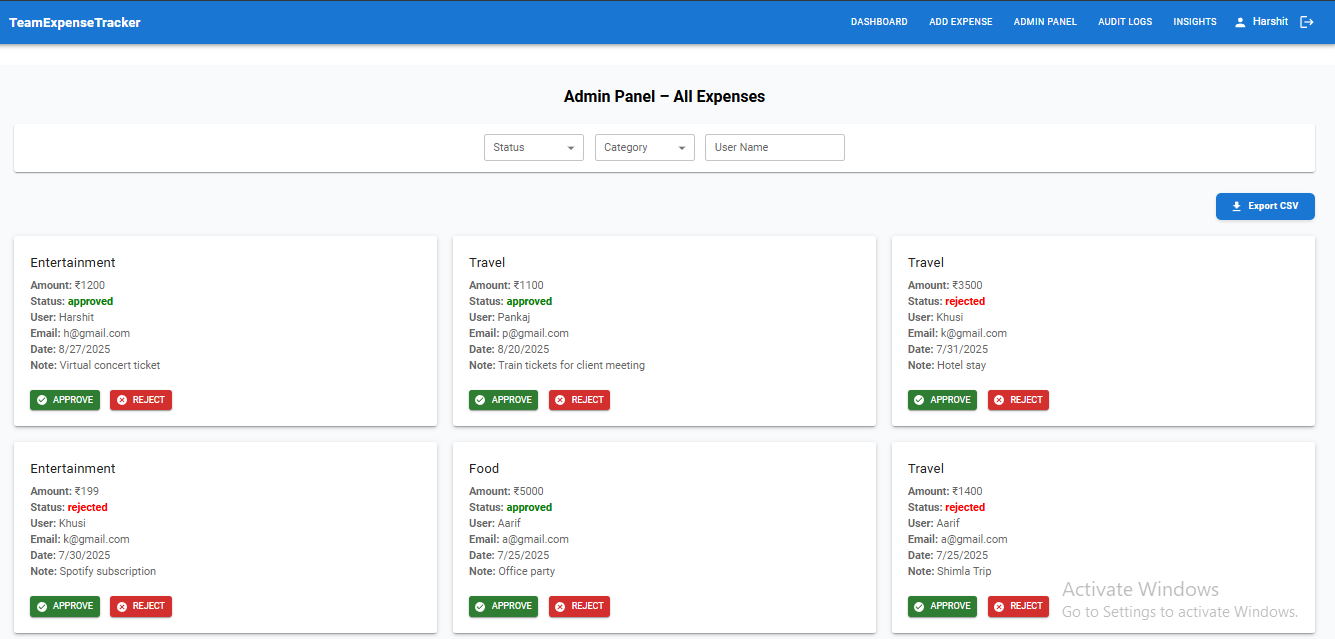 TeamExpenseTracker DASHBOARD ADD EXPENSE ADMIN PANEL AUDIT LOGS INSIGHTS Harshit
Admin Panel – All Expenses
Status Category User Name
Export CSV
Entertainment
Amount: ₹1200
Status: approved
User: Harshit
Email: h@gmail.com
Date: 8/27/2025
Note: Virtual concert ticket
APPROVE REJECT
Travel
Amount: ₹1100
Status: approved
User: Pankaj
Email: p@gmail.com
Date: 8/20/2025
Note: Train tickets for client meeting
APPROVE REJECT
Travel
Amount: ₹3500
Status: rejected
User: Khusi
Email: k@gmail.com
Date: 7/31/2025
Note: Hotel stay
APPROVE REJECT
Entertainment
Amount: ₹199
Status: rejected
User: Khusi
Email: k@gmail.com
Date: 7/30/2025
Note: Spotify subscription
APPROVE REJECT
Food
Amount: ₹5000
Status: approved
User: Aarif
Email: a@gmail.com
Date: 7/25/2025
Note: Office party
APPROVE REJECT
Travel
Amount: ₹1400
Status: rejected
User: Aarif
Email: a@gmail.com
Date: 7/25/2025
Note: Shimla Trip
APPROVE REJECT
Activate Windows
Go to Settings to activate Windows.